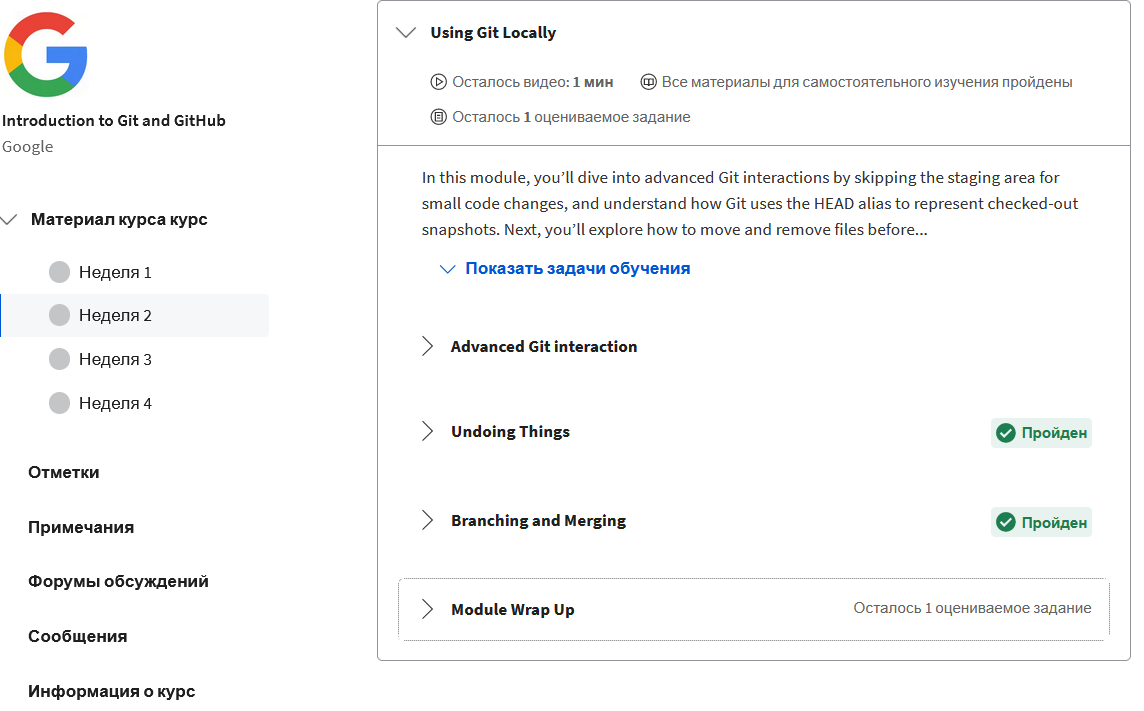 Introduction to Git and GitHub
Google
Материал курса курс
Неделя 1
Неделя 2
Неделя 3
Неделя 4
Отметки
Примечания
Форумы обсуждений
Сообщения
Информация о курс
Using Git Locally
Осталось видео: 1 мин
Все материалы для самостоятельного изучения пройдены
Осталось 1 оцениваемое задание
In this module, you’ll dive into advanced Git interactions by skipping the staging area for
small code changes, and understand how Git uses the HEAD alias to represent checked-out
snapshots. Next, you’ll explore how to move and remove files before...
Показать задачи обучения
Advanced Git interaction
Undoing Things
Пройден
Branching and Merging
Пройден
Module Wrap Up
Осталось 1 оцениваемое задание